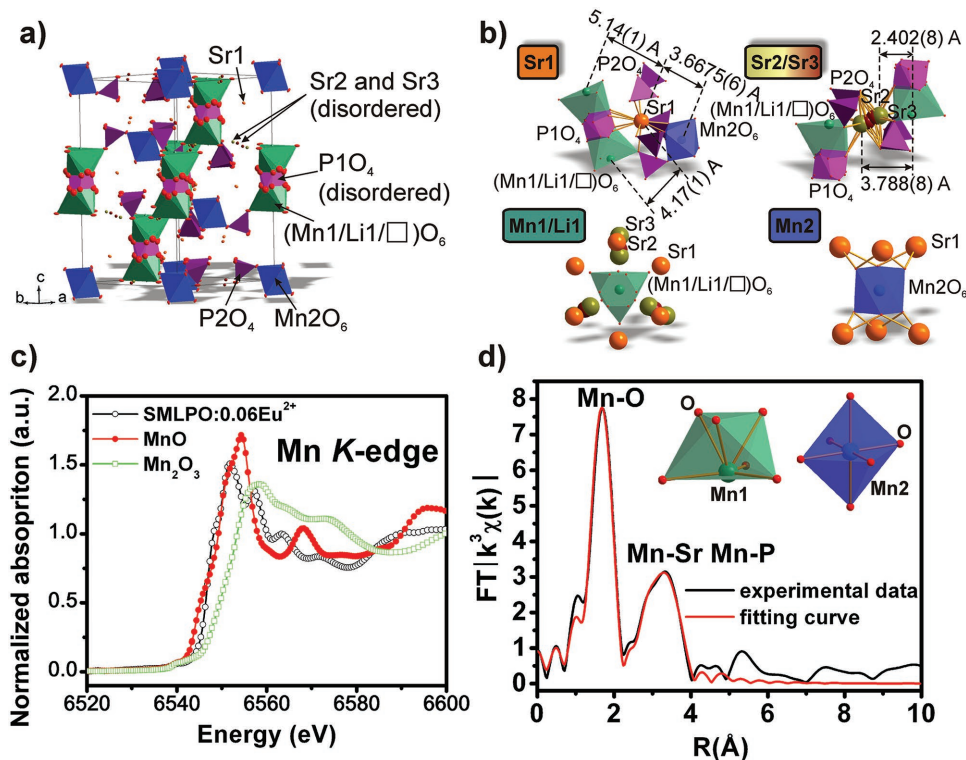 a)
Sr1
Sr2 and Sr3
(disordered)
P1O₄
(disordered)
(Mn1/Li1/□)O₆
c
b
a
P2O₄
Mn2O₆
b)
Sr1
5.14(1) A
3.6675(6) A
P2O₄
Sr1
(Mn1/Li1/□)O₆
P1O₄
Mn2O₆
(Mn1/Li1/□)O₆
4.17(1) A
Sr2/Sr3
2.402(8) A
P2O₄
Sr2
Sr3
P1O₄
3.788(8) A
Mn1/Li1
Sr3
Sr2
Sr1
(Mn1/Li1/□)O₆
Mn2
Sr1
Mn2O₆
c)
Normalized absopriton (a.u.)
2.0
1.5
1.0
0.5
0.0
SMLPO:0.06Eu²⁺
MnO
Mn₂O₃
Mn K-edge
6520 6540 6560 6580 6600
Energy (eV)
d)
FT|k³χ(k)|
8
7
6
5
4
3
2
1
0
Mn-O
O
Mn1
O
Mn2
Mn-Sr Mn-P
experimental data
fitting curve
0 2 4 6 8 10
R(Å)